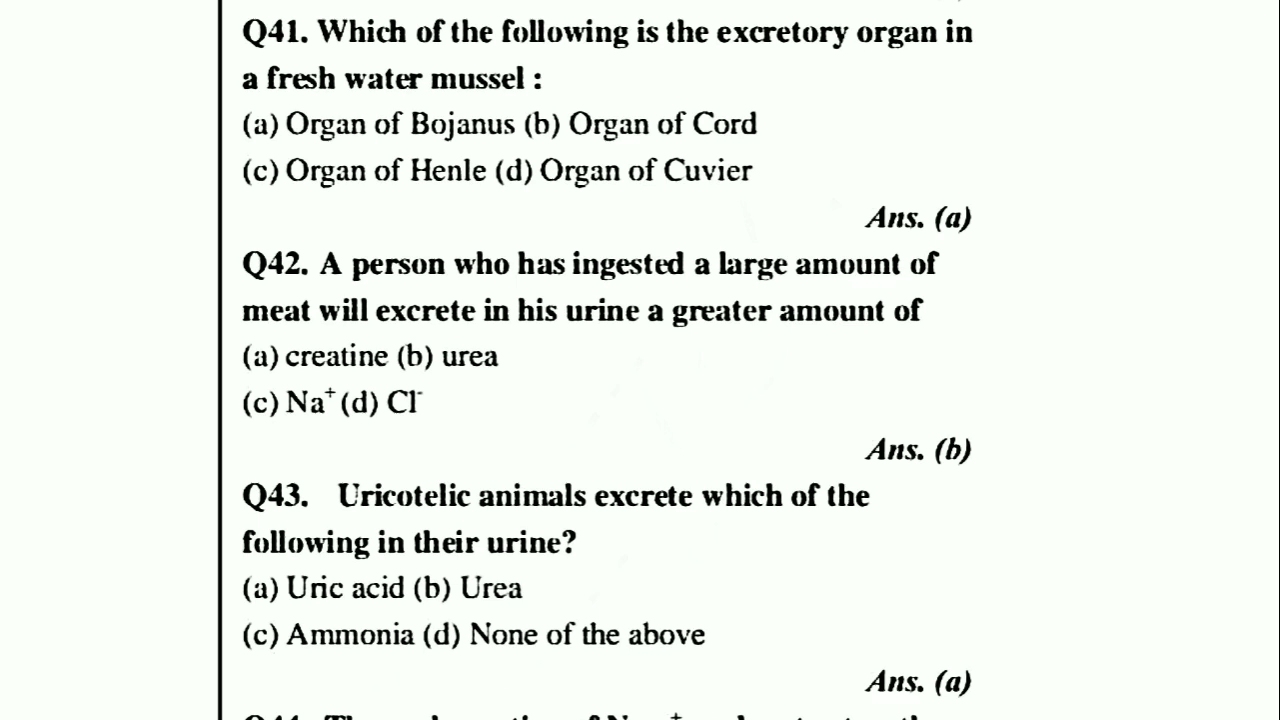 Q41. Which of the following is the excretory organ in
a fresh water mussel :
(a) Organ of Bojanus (b) Organ of Cord
(c) Organ of Henle (d) Organ of Cuvier
Ans. (a)
Q42. A person who has ingested a large amount of
meat will excrete in his urine a greater amount of
(a) creatine (b) urea
(c) Na⁺ (d) Cl⁻
Ans. (b)
Q43. Uricotelic animals excrete which of the
following in their urine?
(a) Uric acid (b) Urea
(c) Ammonia (d) None of the above
Ans. (a)